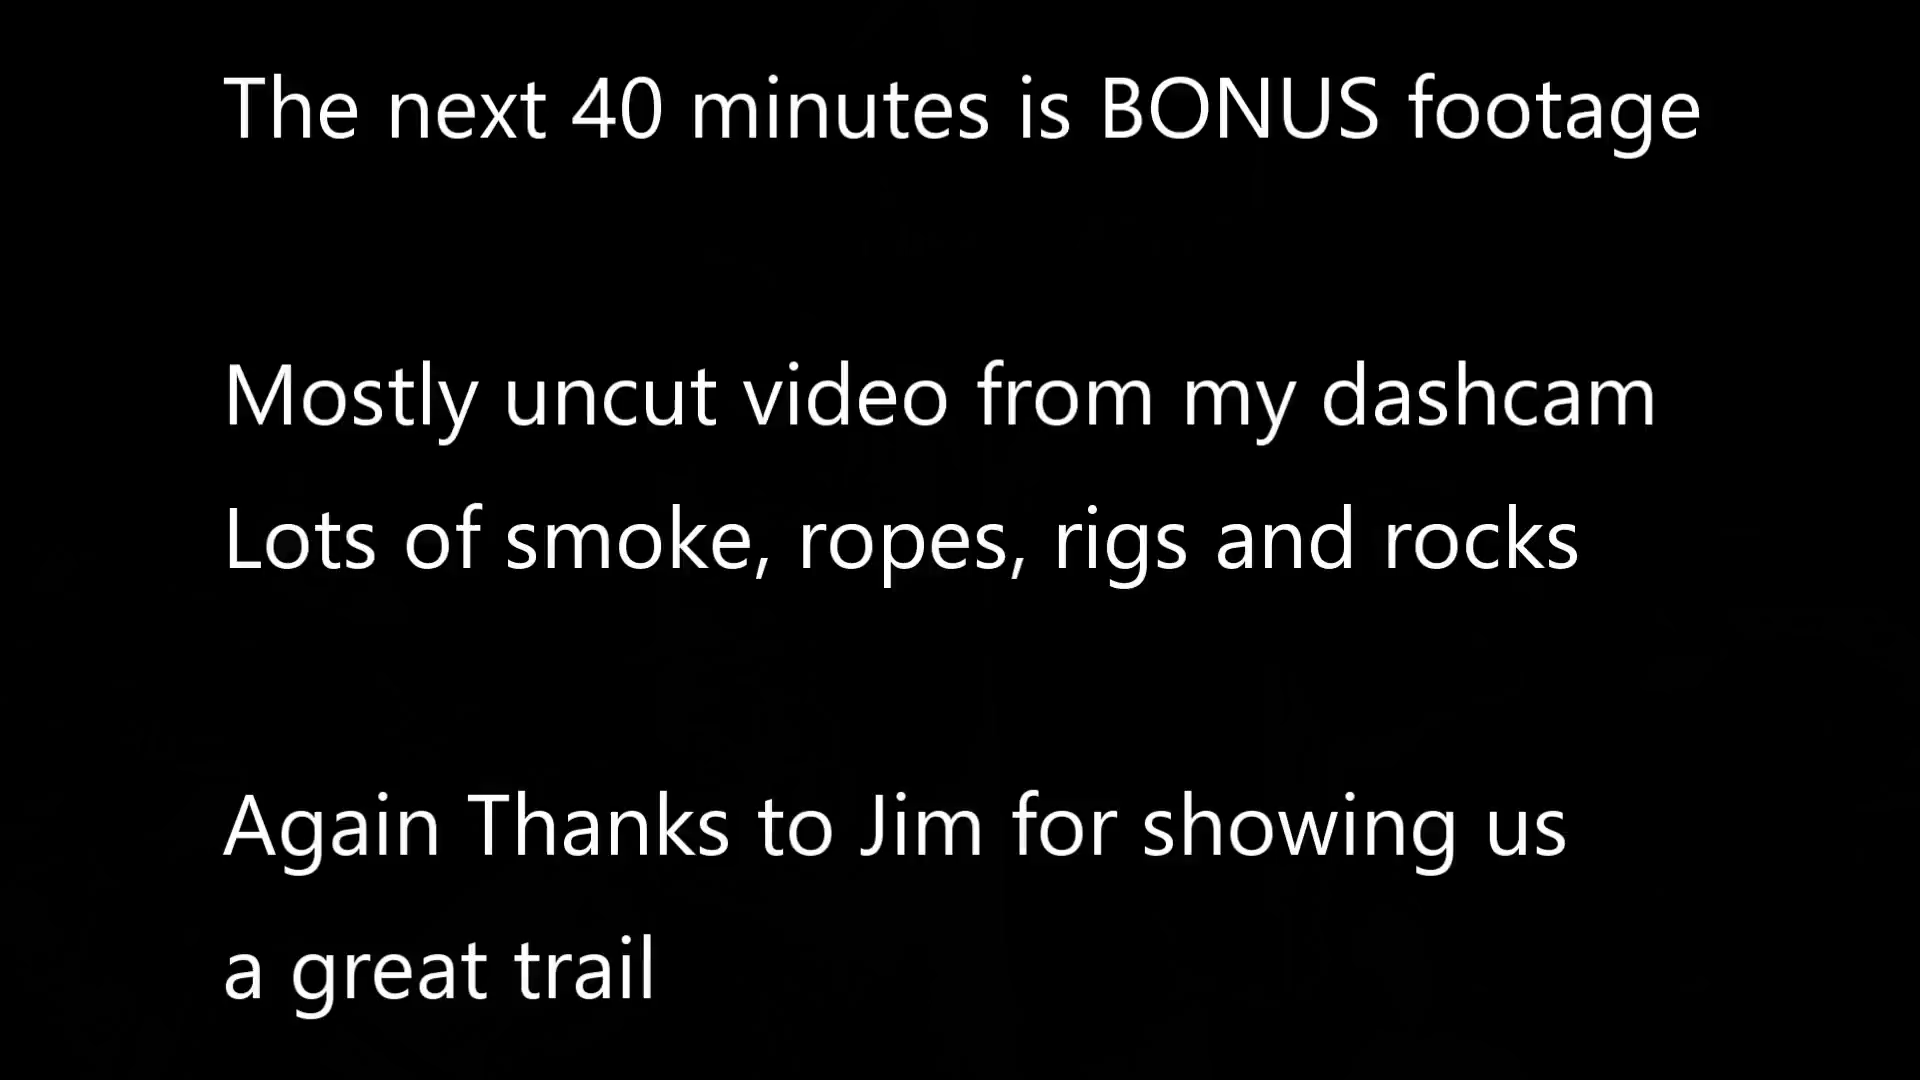 The next 40 minutes is BONUS footage
Mostly uncut video from my dashcam
Lots of smoke, ropes, rigs and rocks
Again Thanks to Jim for showing us
a great trail